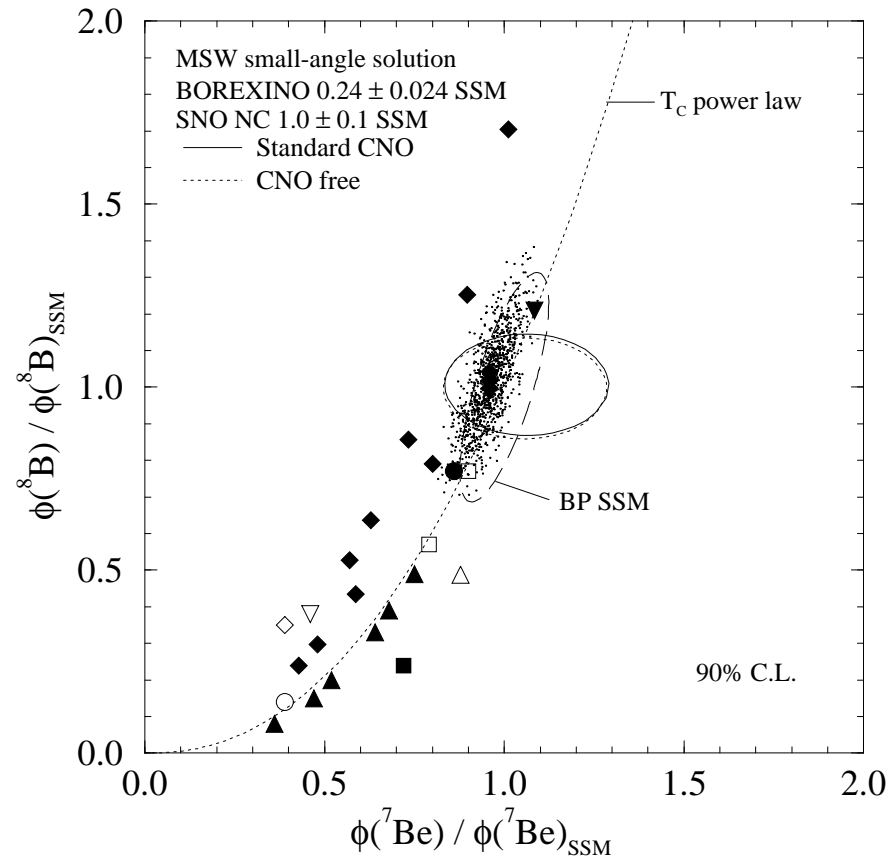 2.0
1.5
1.0
0.5
0.0
MSW small-angle solution
BOREXINO 0.24 ± 0.024 SSM
SNO NC 1.0 ± 0.1 SSM
Standard CNO
CNO free
T_C power law
BP SSM
90% C.L.
ϕ(⁸B) / ϕ(⁸B)_SSM
0.0 0.5 1.0 1.5 2.0
ϕ(⁷Be) / ϕ(⁷Be)_SSM